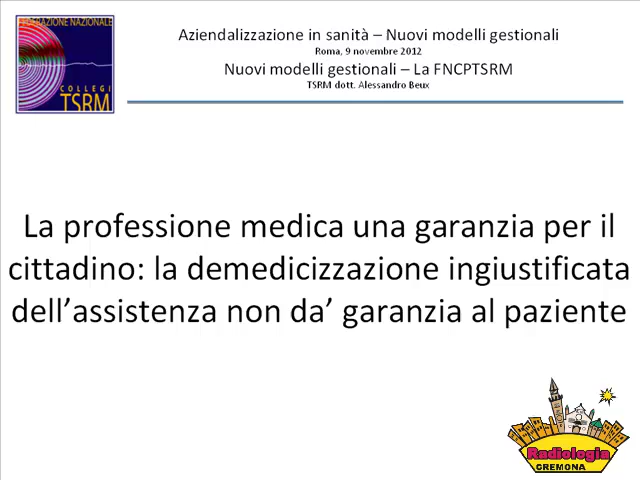 FEDERAZIONE NAZIONALE
COLLEGI
TSRM
Aziendalizzazione in sanità – Nuovi modelli gestionali
Roma, 9 novembre 2012
Nuovi modelli gestionali – La FNCPTSRM
TSRM dott. Alessandro Beux
La professione medica una garanzia per il
cittadino: la demedicizzazione ingiustificata
dell’assistenza non da’ garanzia al paziente
Radiologia
CREMONA